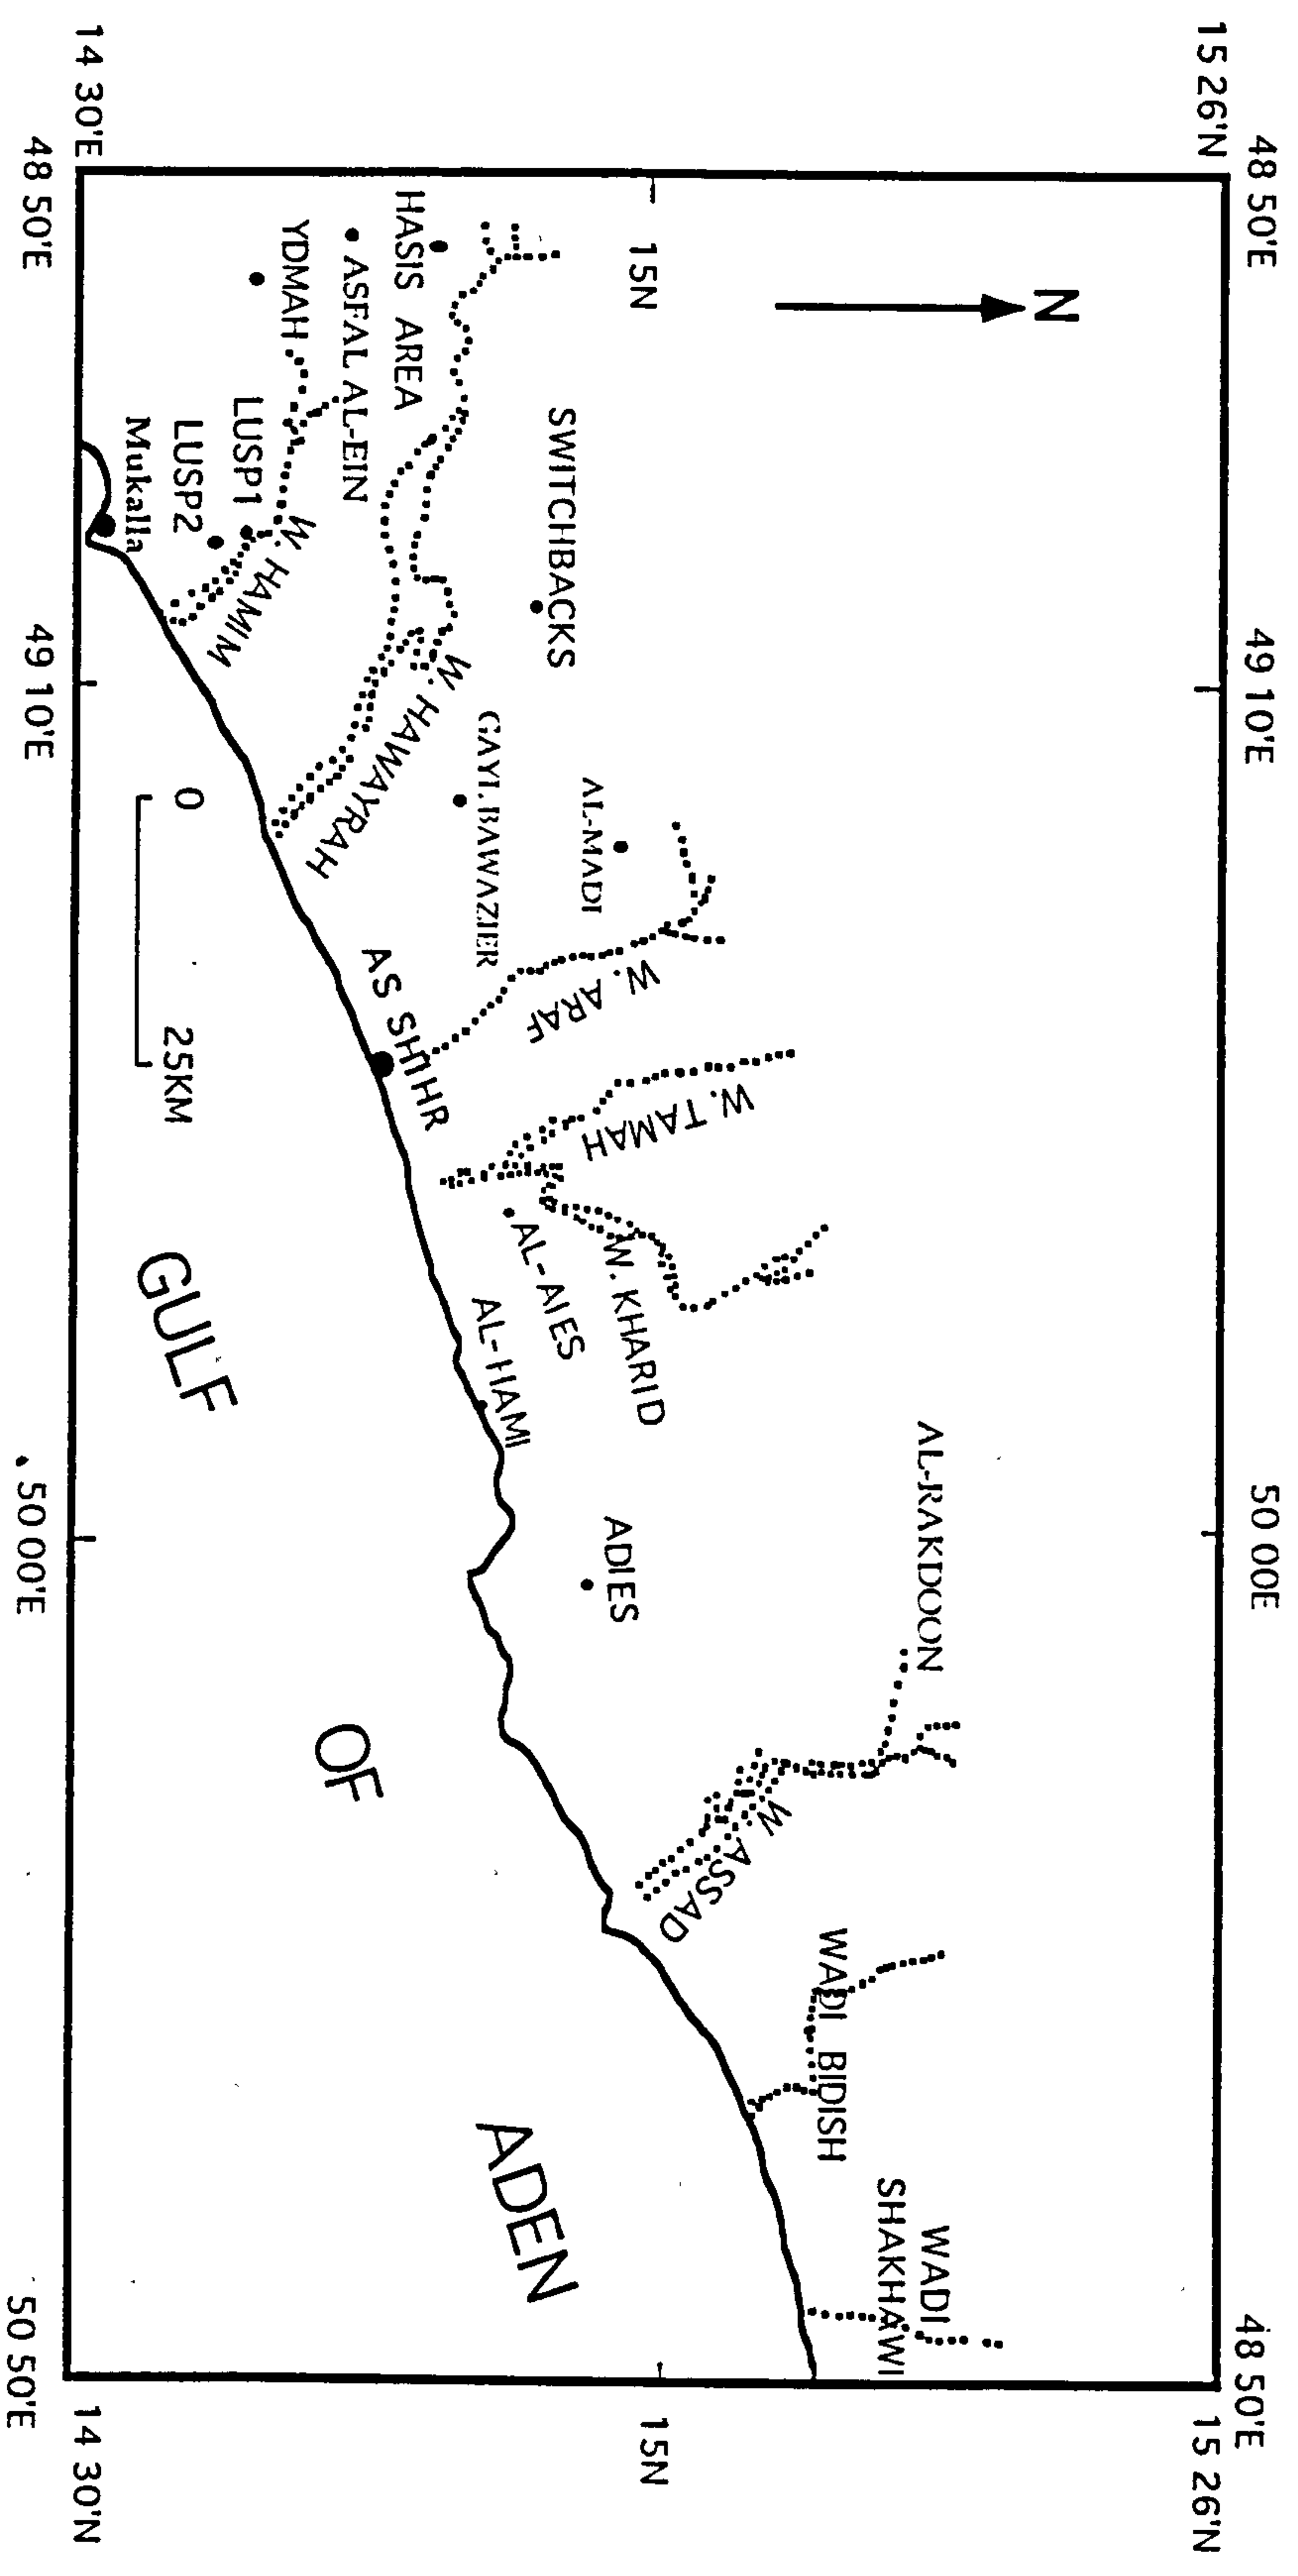 48 50'E
49 10'E
50 00E
48 50'E
15 26'N
15 26'N
N
15N
15N
SWITCHBACKS
AL-RAKDOON
WADI
SHAKHAWI
WADI BIDISH
AL-MADI
W. ARAF
W. TAMAH
W. KHARID
ADIES
W ASSAD
HASIS AREA
GAYL BAWAZIER
AL-AIES
AL-HAMI
ASFAL AL-EIN
W. HAWAYRAH
AS SHIHR
YDMAH
W. HAMIM
LUSP1
LUSP2
Mukalla
0
25KM
GULF
OF
ADEN
14 30'E
14 30'N
48 50'E
49 10'E
50 00'E
50 50'E